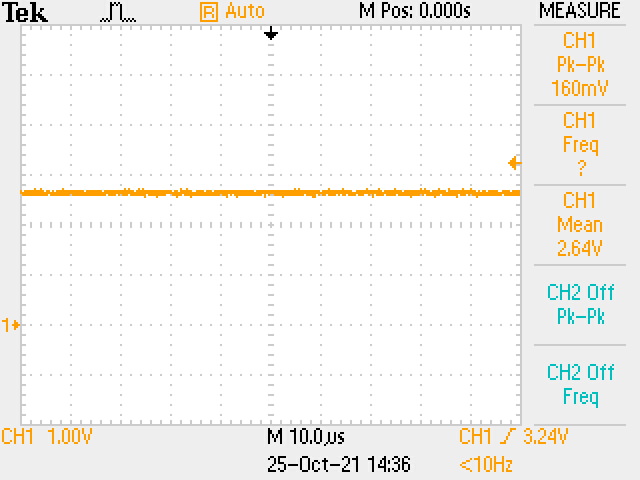 Tek
R Auto
M Pos: 0.000s
MEASURE
CH1
Pk-Pk
160mV
CH1
Freq
?
CH1
Mean
2.64V
CH2 Off
Pk-Pk
CH2 Off
Freq
1
CH1 1.00V
M 10.0µs
CH1 3.24V
25-Oct-21 14:36
<10Hz